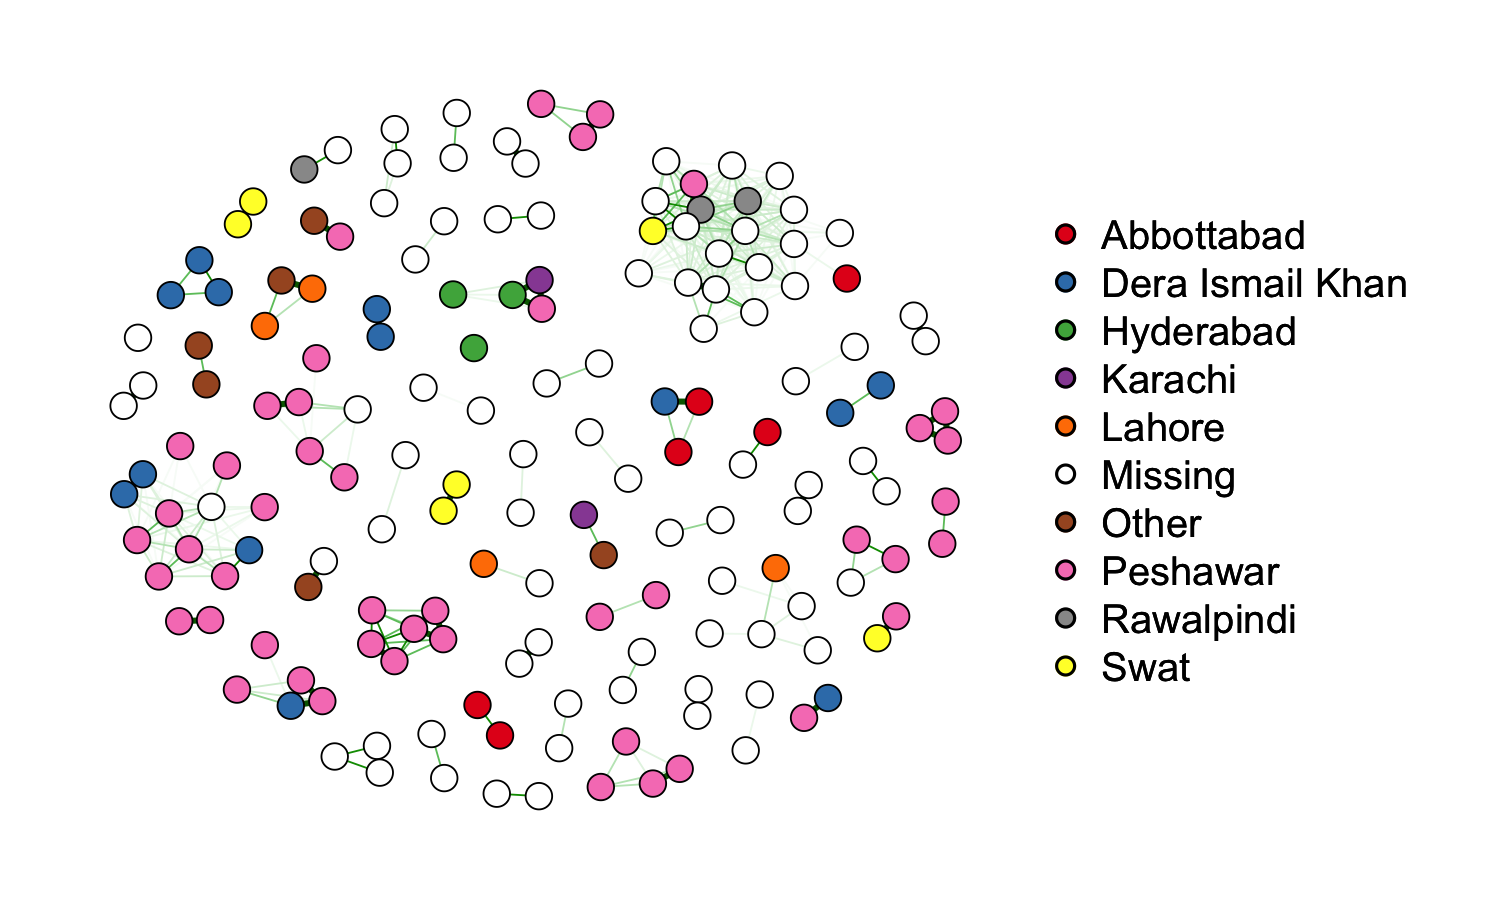 Abbottabad
Dera Ismail Khan
Hyderabad
Karachi
Lahore
Missing
Other
Peshawar
Rawalpindi
Swat